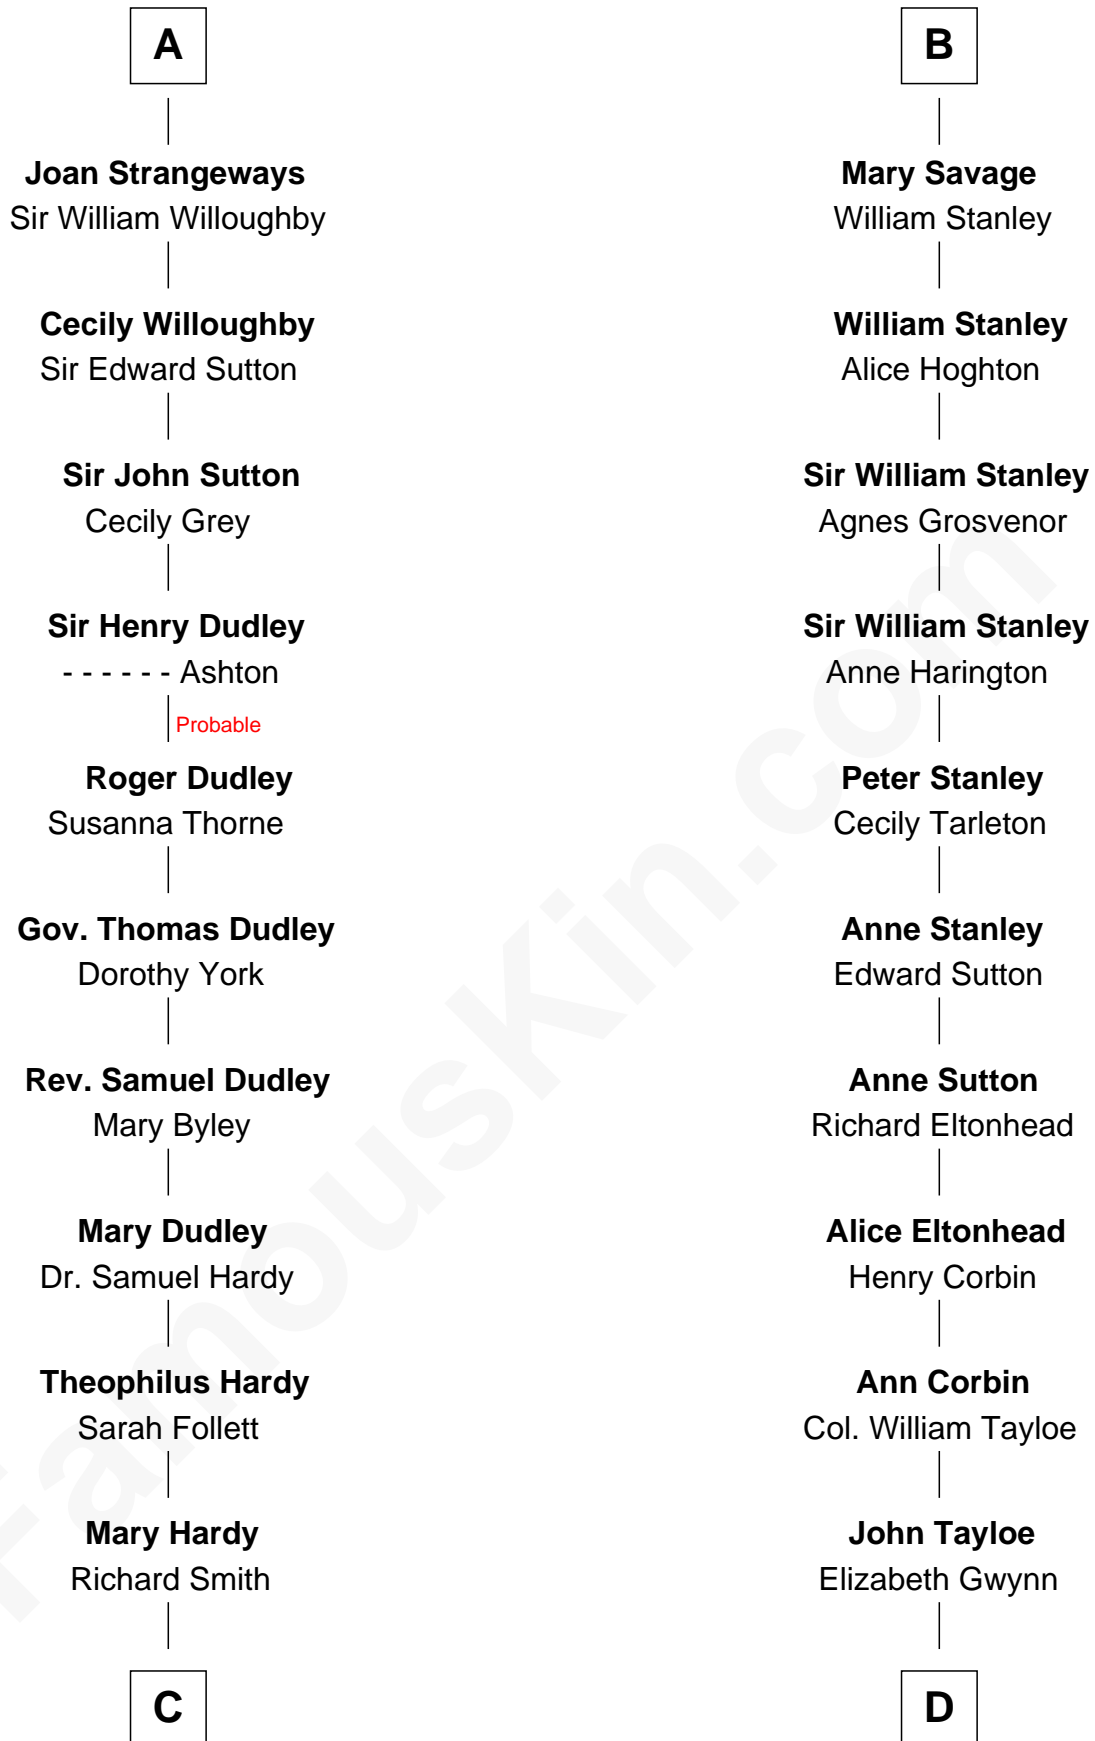 A
Joan Strangeways
Sir William Willoughby
Cecily Willoughby
Sir Edward Sutton
Sir John Sutton
Cecily Grey
Sir Henry Dudley
- - - - - - Ashton
Probable
Roger Dudley
Susanna Thorne
Gov. Thomas Dudley
Dorothy York
Rev. Samuel Dudley
Mary Byley
Mary Dudley
Dr. Samuel Hardy
Theophilus Hardy
Sarah Follett
Mary Hardy
Richard Smith
C
B
Mary Savage
William Stanley
William Stanley
Alice Hoghton
Sir William Stanley
Agnes Grosvenor
Sir William Stanley
Anne Harington
Peter Stanley
Cecily Tarleton
Anne Stanley
Edward Sutton
Anne Sutton
Richard Eltonhead
Alice Eltonhead
Henry Corbin
Ann Corbin
Col. William Tayloe
John Tayloe
Elizabeth Gwynn
D
FamousKin.com